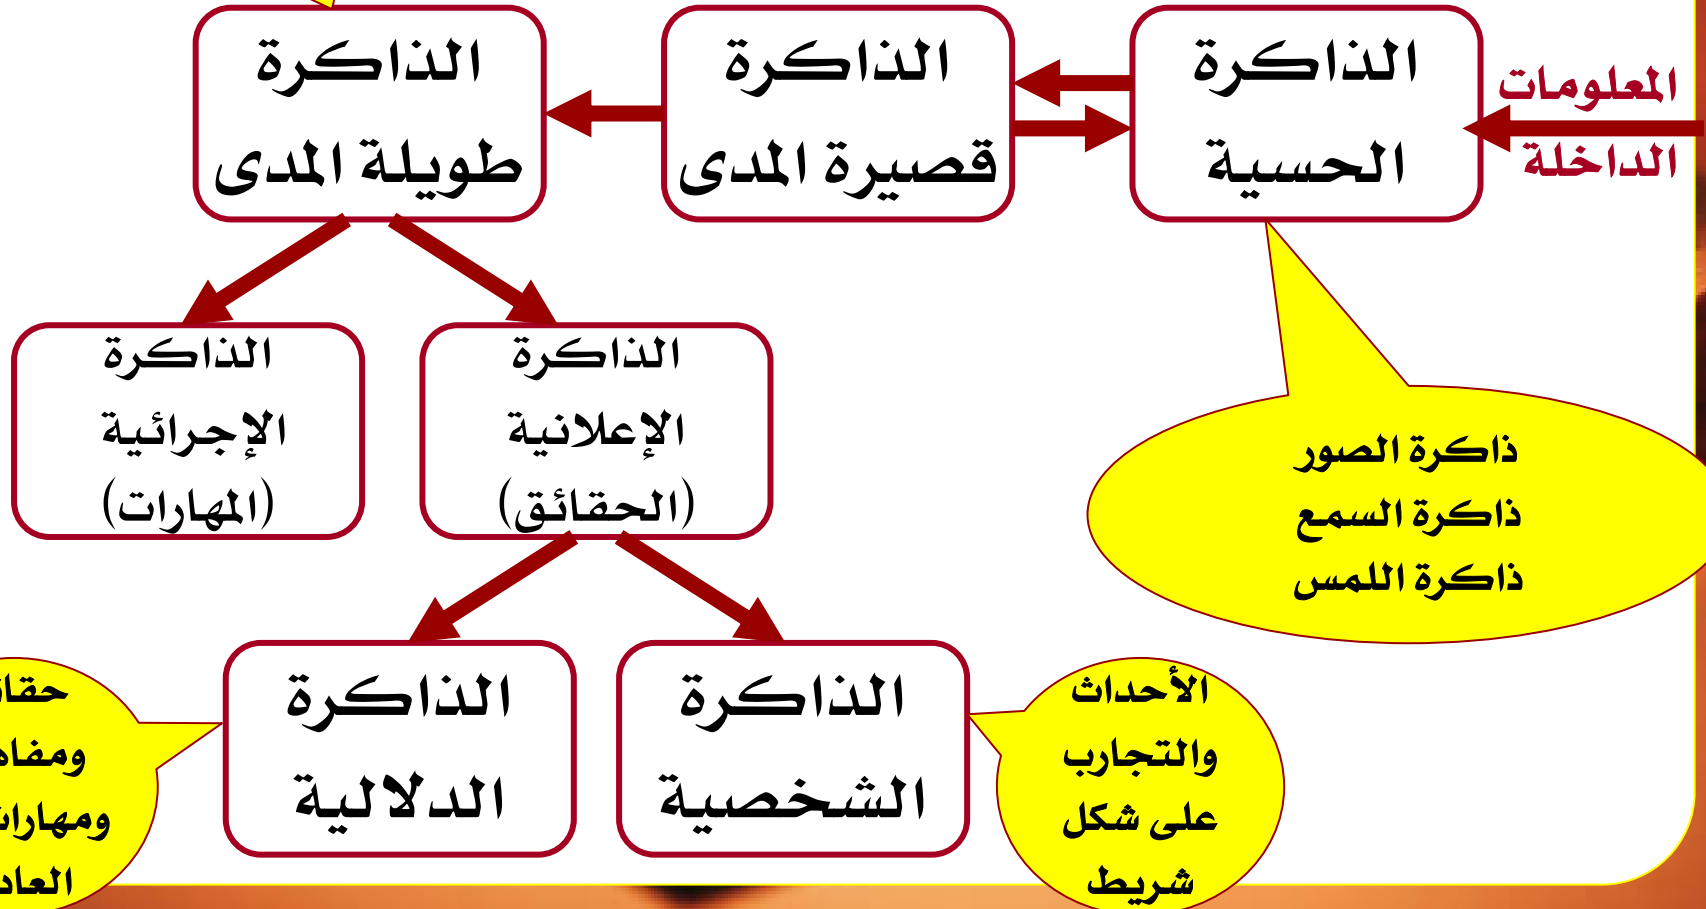 المعلومات
الداخلة
الذاكرة
الحسية
الذاكرة
قصيرة المدى
الذاكرة
طويلة المدى
ذاكرة الصور
ذاكرة السمع
ذاكرة اللمس
الذاكرة
الإعلانية
(الحقائق)
الذاكرة
الإجرائية
(المهارات)
الأحداث
والتجارب
على شكل
شريط
الذاكرة
الشخصية
الذاكرة
الدلالية